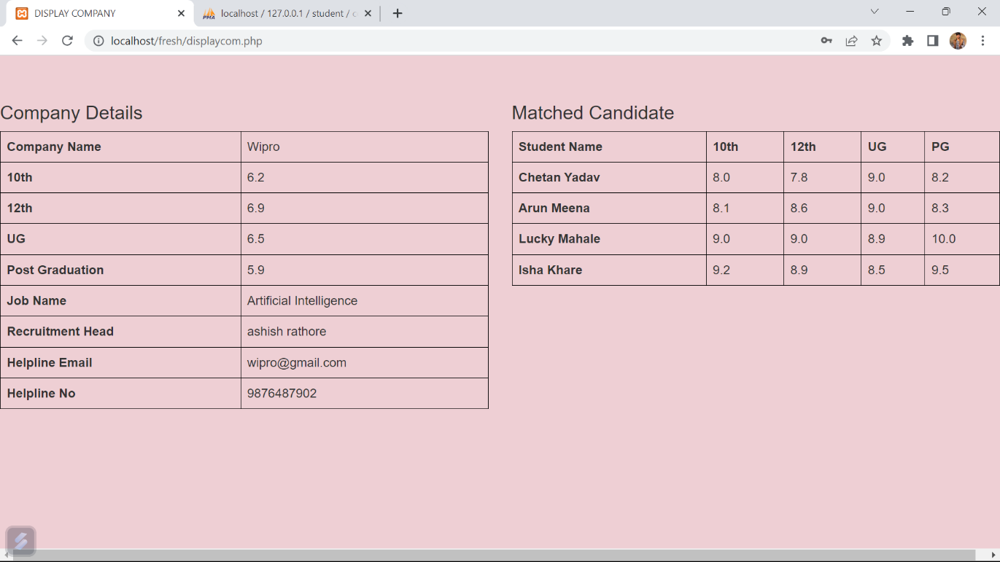 DISPLAY COMPANY
localhost / 127.0.0.1 / student / c
localhost/fresh/displaycom.php
Company Details
Company Name Wipro
10th 6.2
12th 6.9
UG 6.5
Post Graduation 5.9
Job Name Artificial Intelligence
Recruitment Head ashish rathore
Helpline Email wipro@gmail.com
Helpline No 9876487902
Matched Candidate
Student Name 10th 12th UG PG
Chetan Yadav 8.0 7.8 9.0 8.2
Arun Meena 8.1 8.6 9.0 8.3
Lucky Mahale 9.0 9.0 8.9 10.0
Isha Khare 9.2 8.9 8.5 9.5